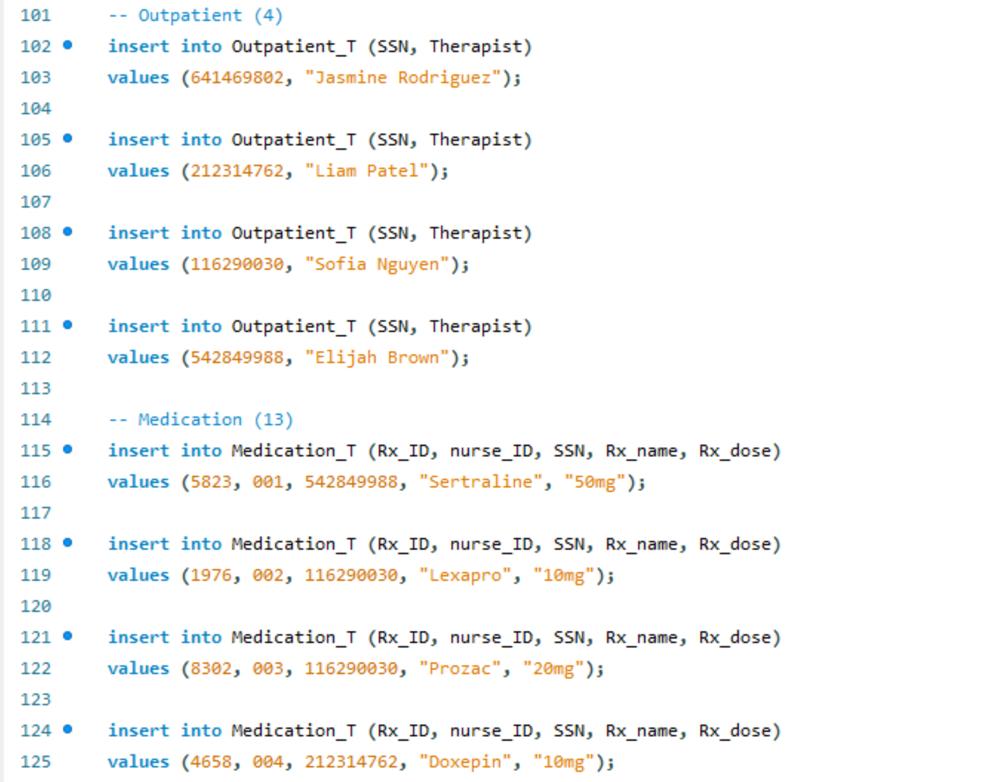 101 -- Outpatient (4)
102 insert into Outpatient_T (SSN, Therapist)
103 values (641469802, "Jasmine Rodriguez");
104
105 insert into Outpatient_T (SSN, Therapist)
106 values (212314762, "Liam Patel");
107
108 insert into Outpatient_T (SSN, Therapist)
109 values (116290030, "Sofia Nguyen");
110
111 insert into Outpatient_T (SSN, Therapist)
112 values (542849988, "Elijah Brown");
113
114 -- Medication (13)
115 insert into Medication_T (Rx_ID, nurse_ID, SSN, Rx_name, Rx_dose)
116 values (5823, 001, 542849988, "Sertraline", "50mg");
117
118 insert into Medication_T (Rx_ID, nurse_ID, SSN, Rx_name, Rx_dose)
119 values (1976, 002, 116290030, "Lexapro", "10mg");
120
121 insert into Medication_T (Rx_ID, nurse_ID, SSN, Rx_name, Rx_dose)
122 values (8302, 003, 116290030, "Prozac", "20mg");
123
124 insert into Medication_T (Rx_ID, nurse_ID, SSN, Rx_name, Rx_dose)
125 values (4658, 004, 212314762, "Doxepin", "10mg");